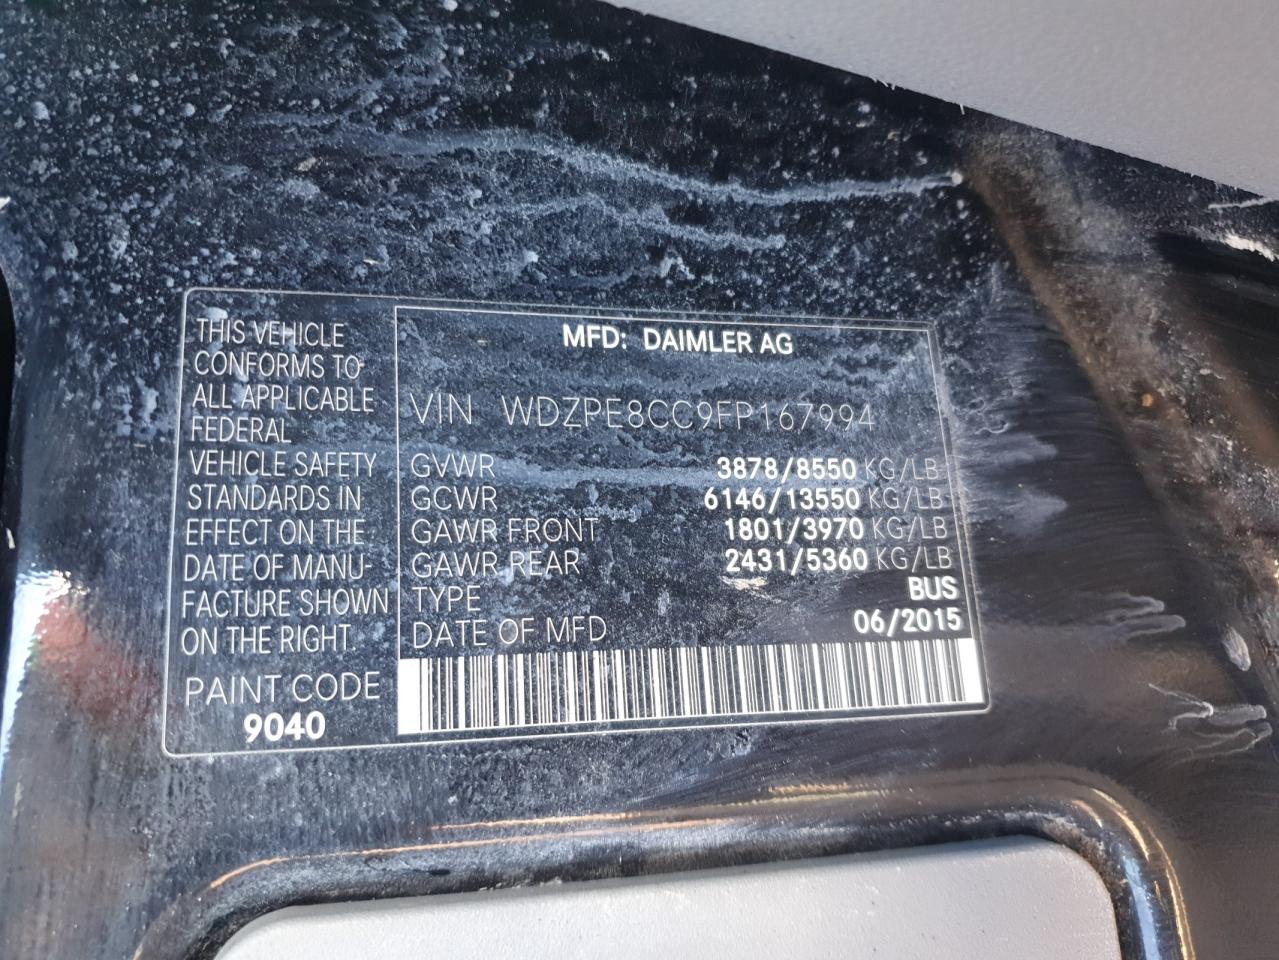 THIS VEHICLE
CONFORMS TO
ALL APPLICABLE
FEDERAL
VEHICLE SAFETY
STANDARDS IN
EFFECT ON THE
DATE OF MANU-
FACTURE SHOWN
ON THE RIGHT.
PAINT CODE
9040
MFD: DAIMLER AG
VIN WDZPE8CC9FP167994
GVWR 3878/8550 KG/LB
GCWR 6146/13550 KG/LB
GAWR FRONT 1801/3970 KG/LB
GAWR REAR 2431/5360 KG/LB
TYPE BUS
DATE OF MFD 06/2015